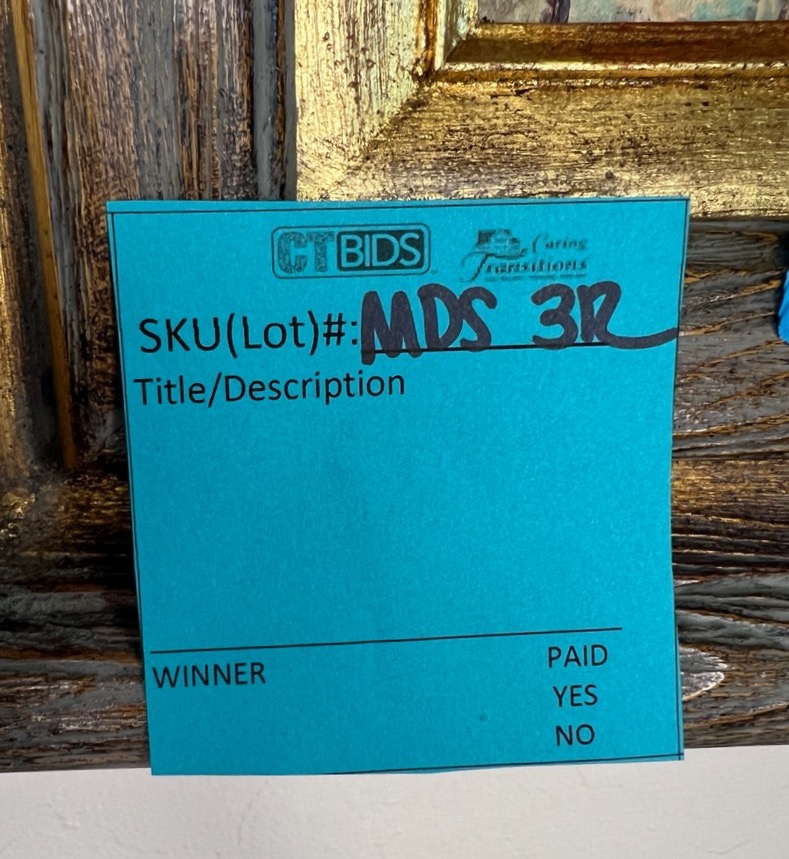 CTBIDS Caring
Transitions
SKU(Lot)#: MDS 3R
Title/Description
WINNER PAID
YES
NO